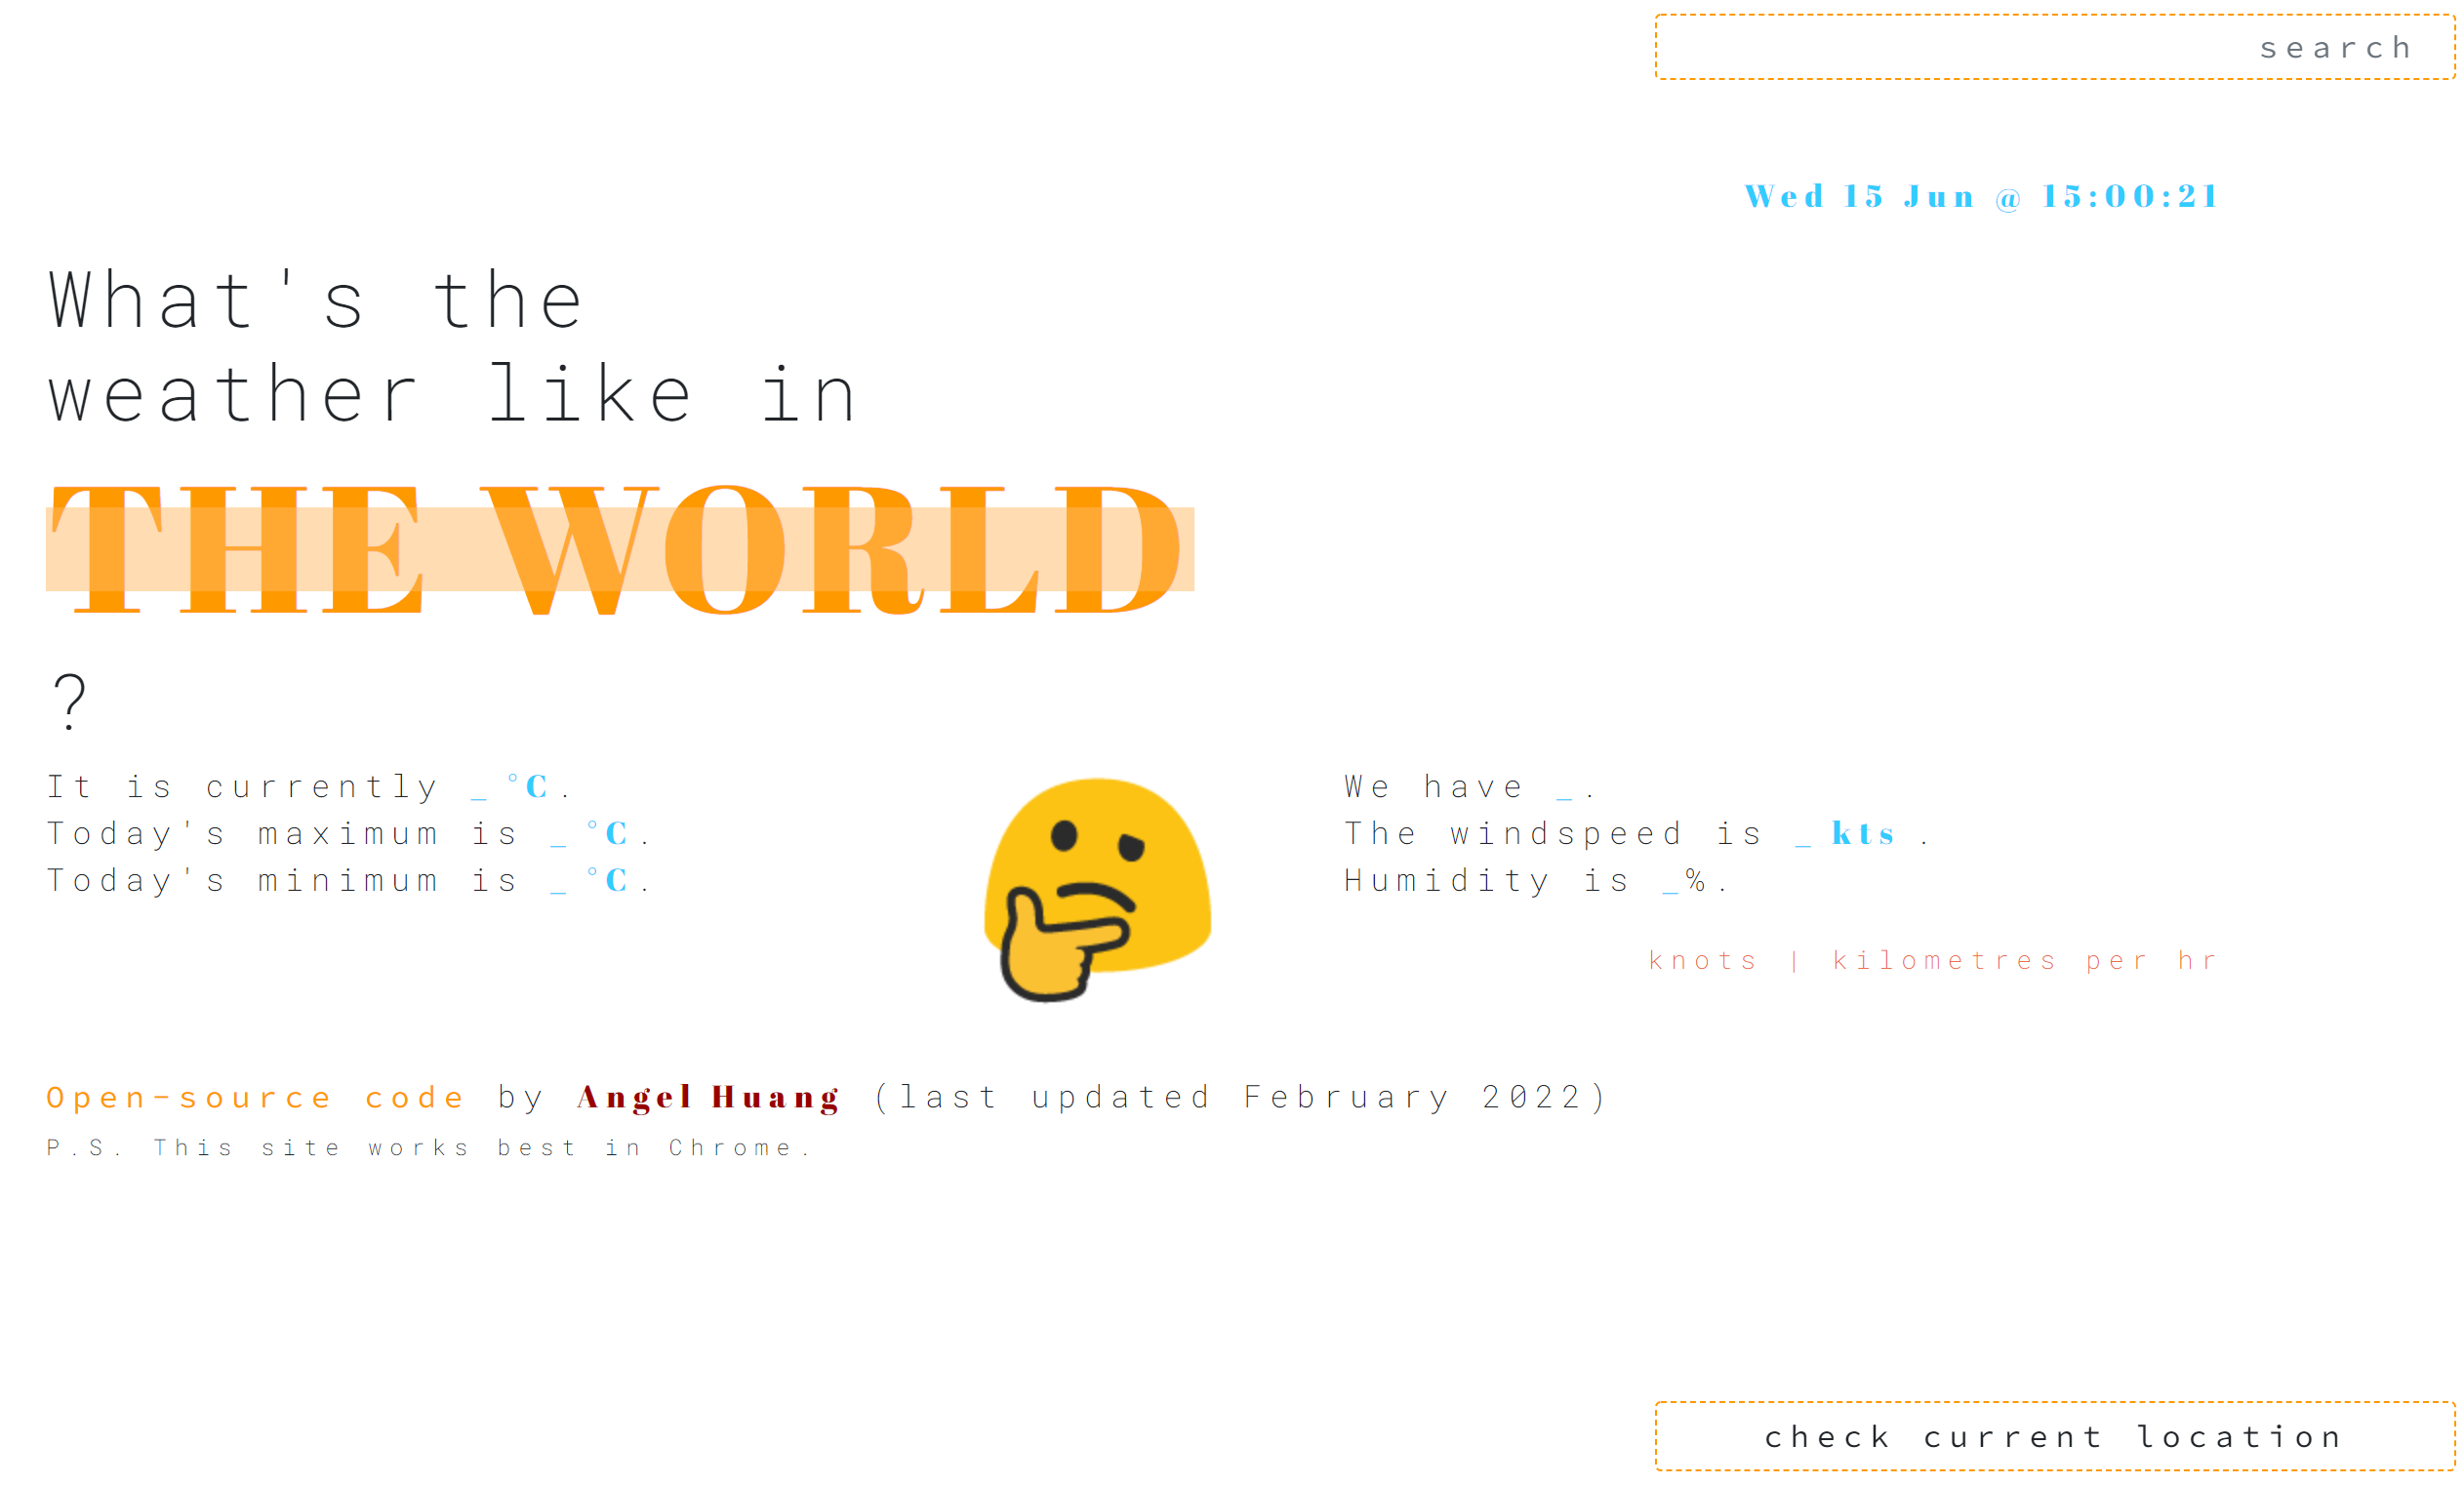 search
Wed 15 Jun @ 15:00:21
What's the
weather like in
THE WORLD
?
It is currently _ °C.
Today's maximum is _ °C.
Today's minimum is _ °C.
We have _.
The windspeed is _ kts .
Humidity is _%.
knots | kilometres per hr
Open-source code by Angel Huang (last updated February 2022)
P.S. This site works best in Chrome.
check current location